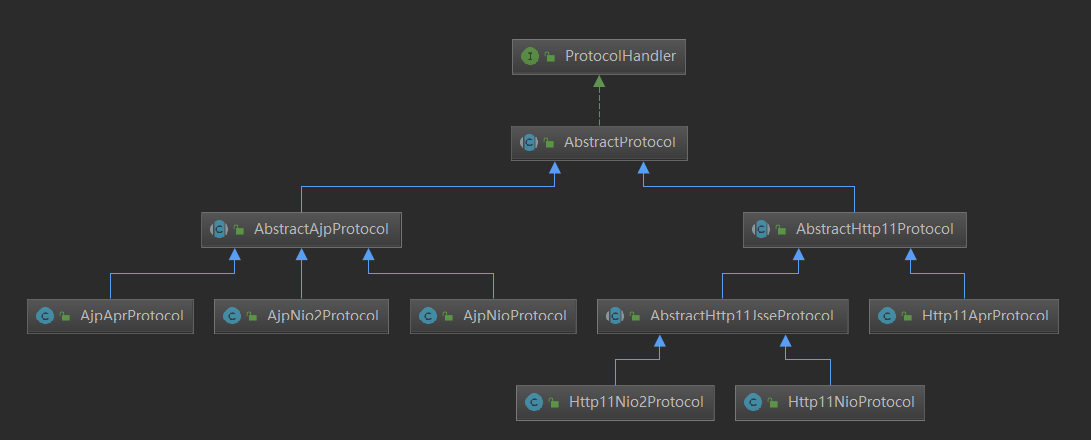 I ProtocolHandler
C AbstractProtocol
C AbstractAjpProtocol
C AbstractHttp11Protocol
C AjpAprProtocol
C AjpNio2Protocol
C AjpNioProtocol
C AbstractHttp11JsseProtocol
C Http11AprProtocol
C Http11Nio2Protocol
C Http11NioProtocol